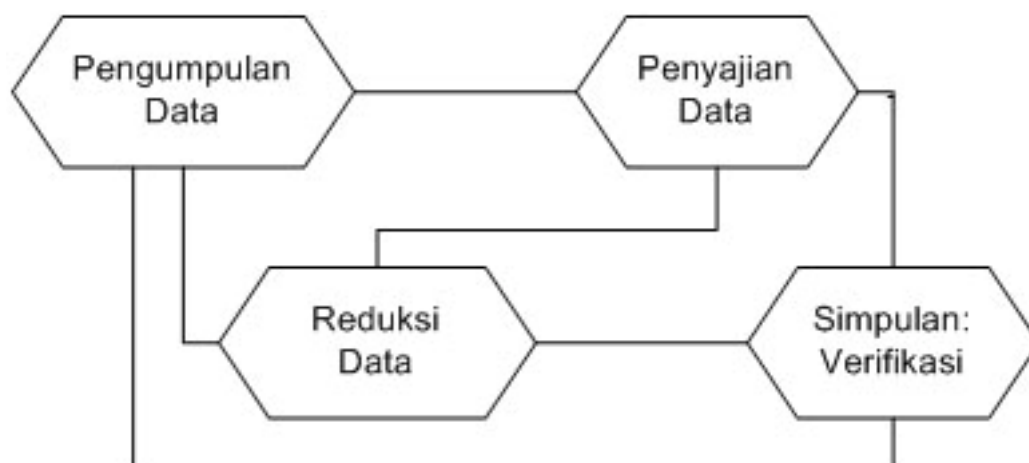 Pengumpulan
Data
Penyajian
Data
Reduksi
Data
Simpulan:
Verifikasi